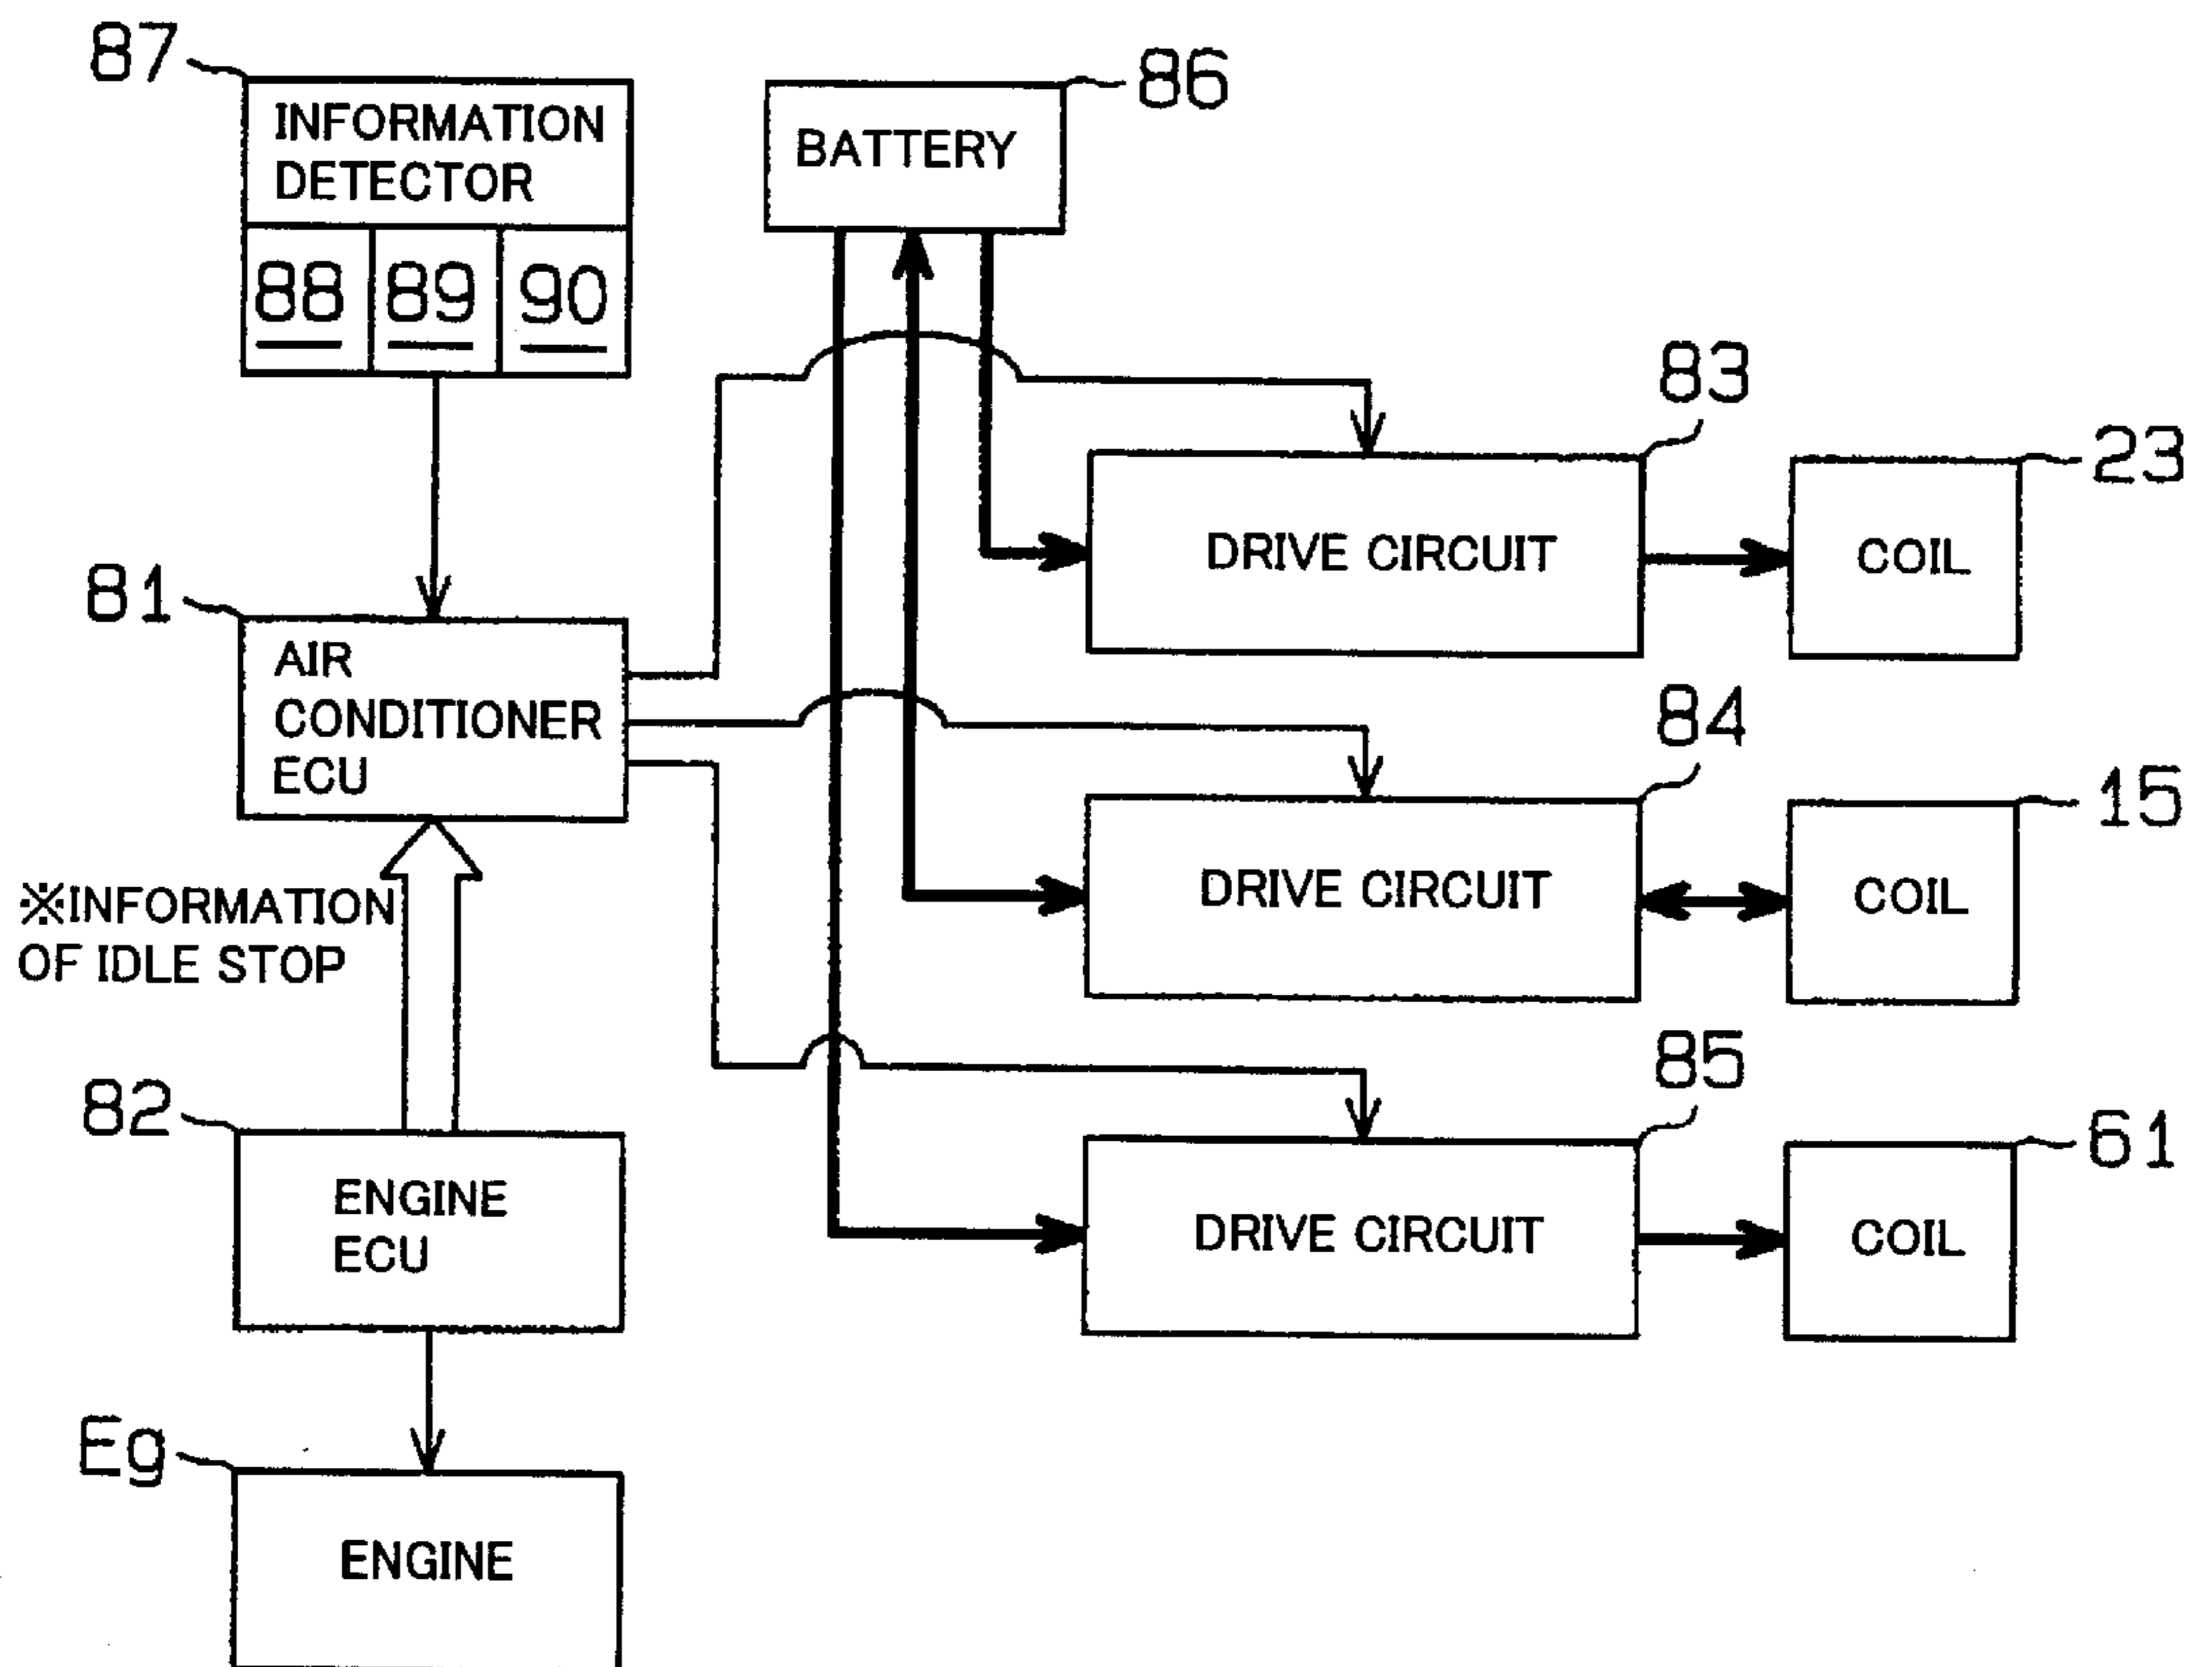 87
INFORMATION
DETECTOR
88 89 90
86
BATTERY
83
DRIVE CIRCUIT
23
COIL
81
AIR
CONDITIONER
ECU
84
DRIVE CIRCUIT
15
COIL
※INFORMATION
OF IDLE STOP
82
ENGINE
ECU
85
DRIVE CIRCUIT
61
COIL
Eg
ENGINE